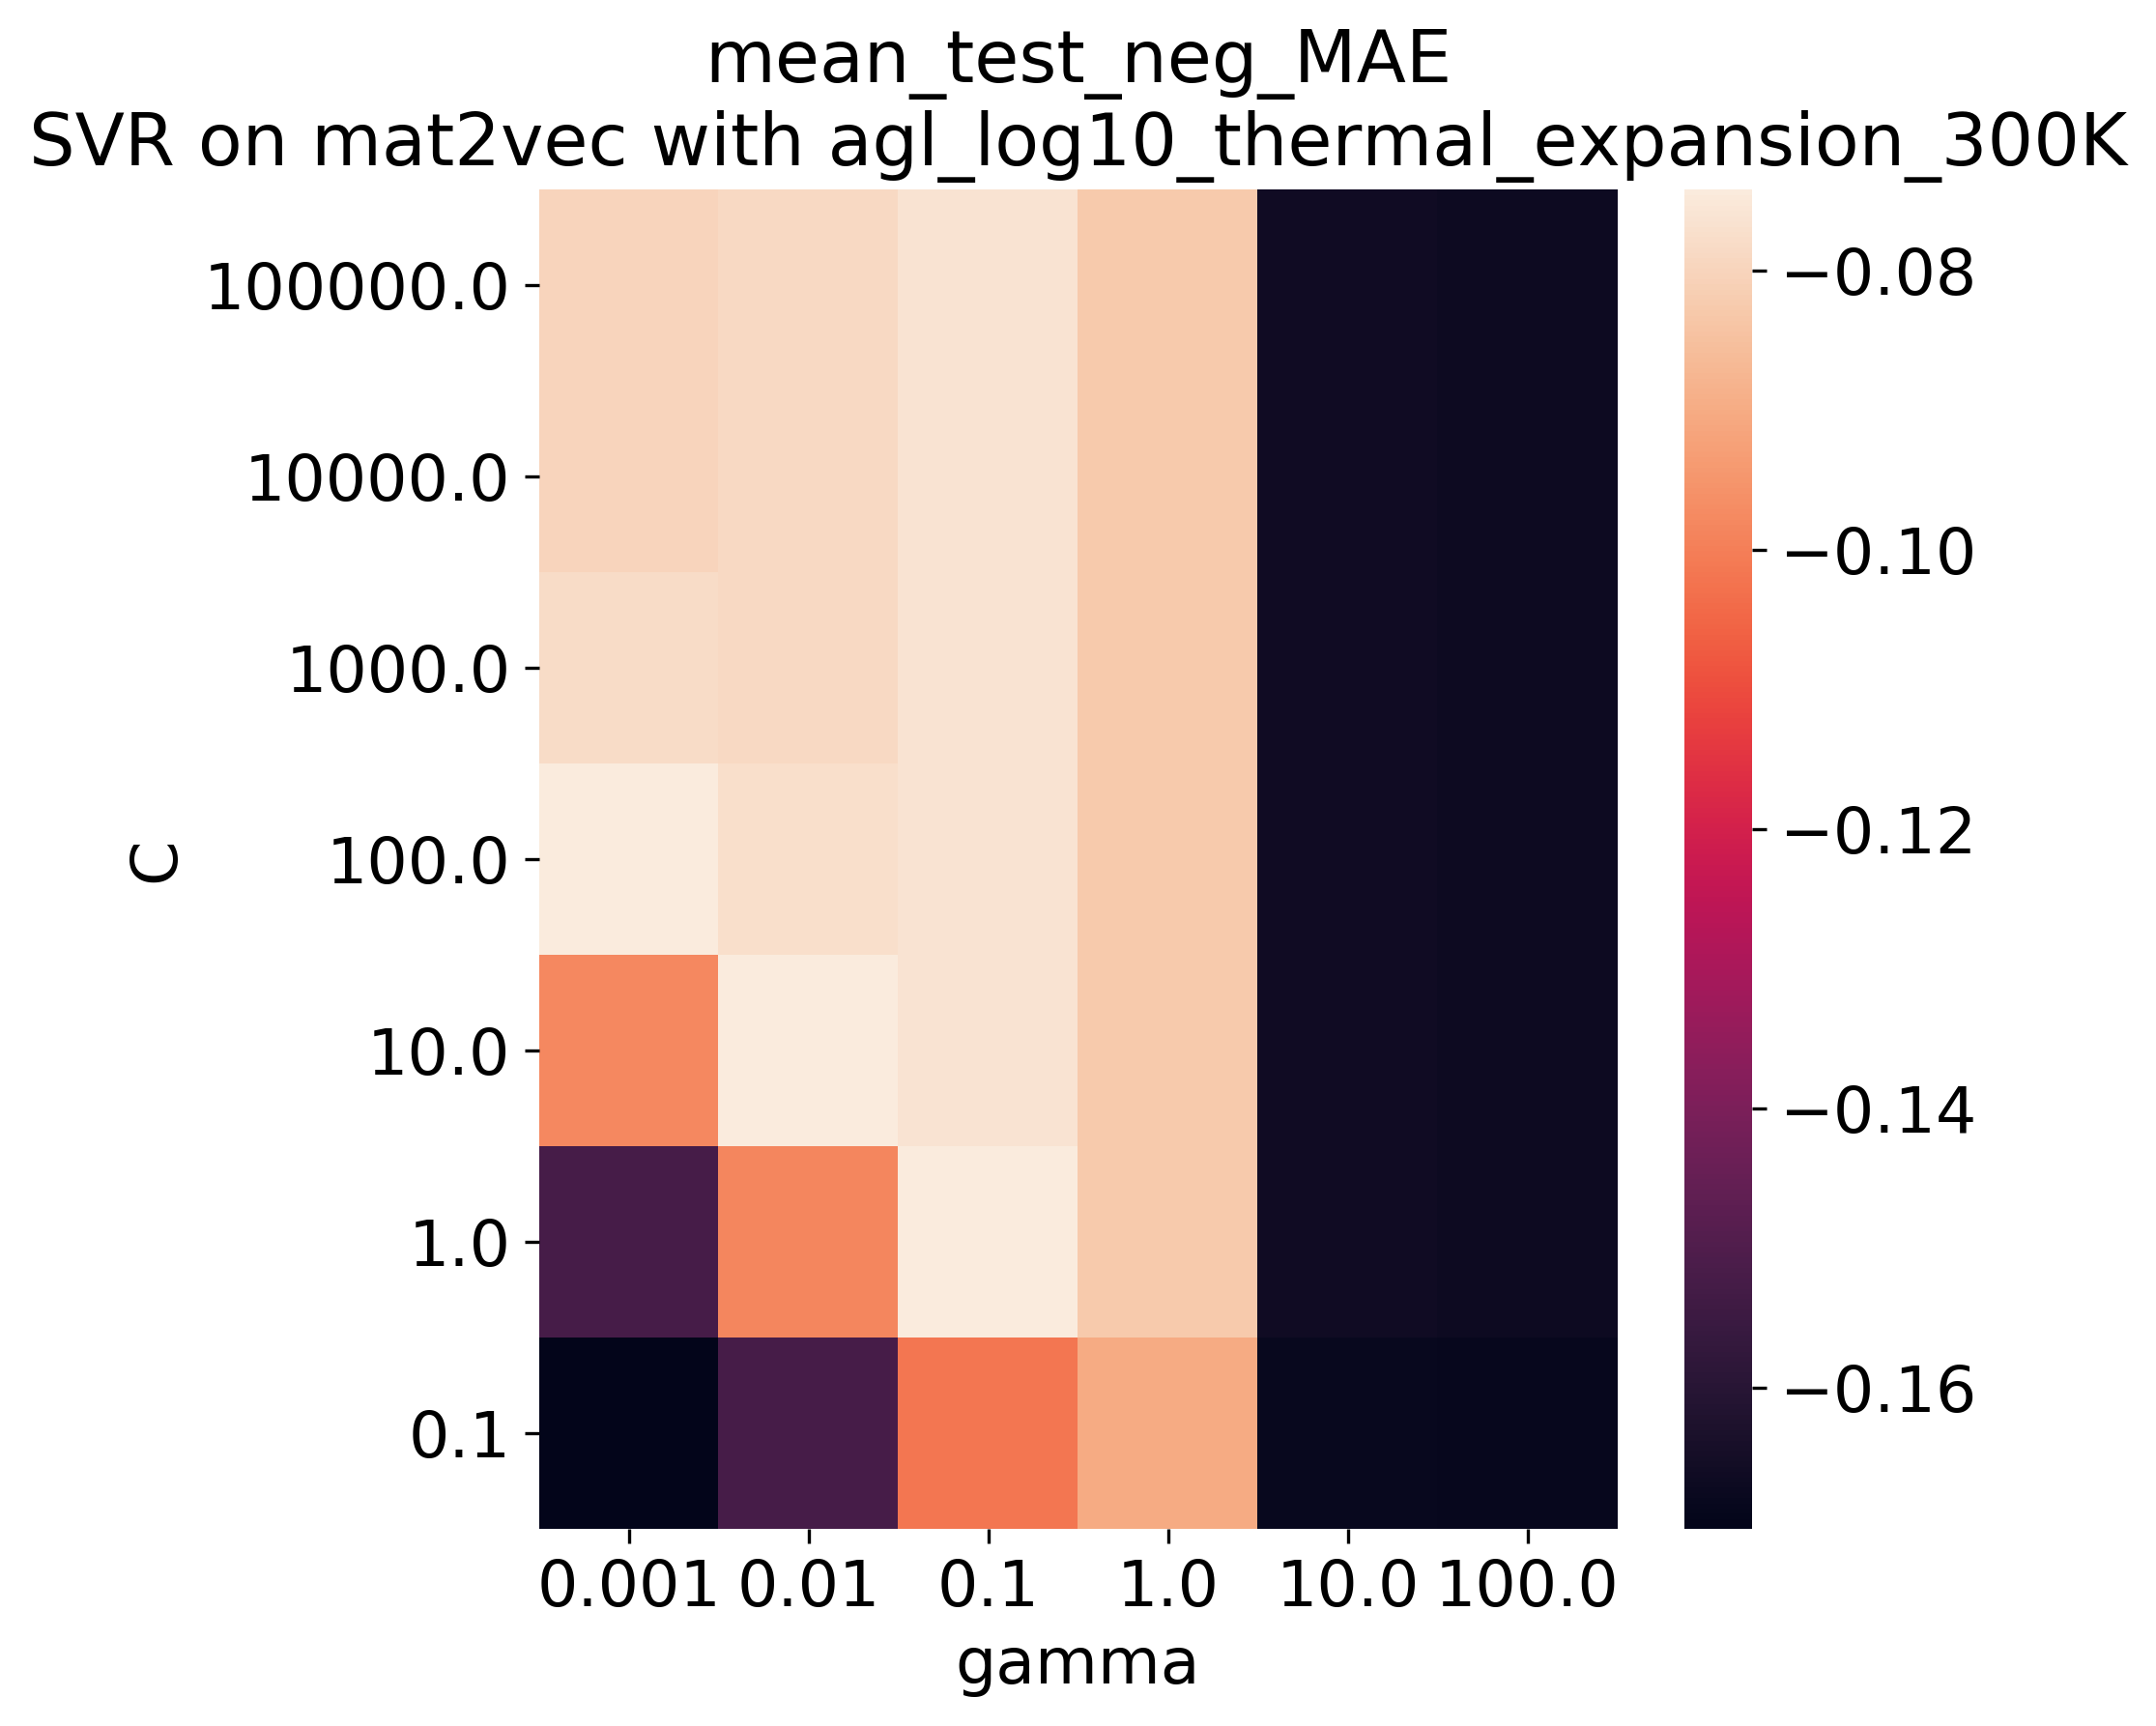 mean_test_neg_MAE
SVR on mat2vec with agl_log10_thermal_expansion_300K
C
100000.0
10000.0
1000.0
100.0
10.0
1.0
0.1
0.001 0.01 0.1 1.0 10.0 100.0
gamma
−0.08
−0.10
−0.12
−0.14
−0.16